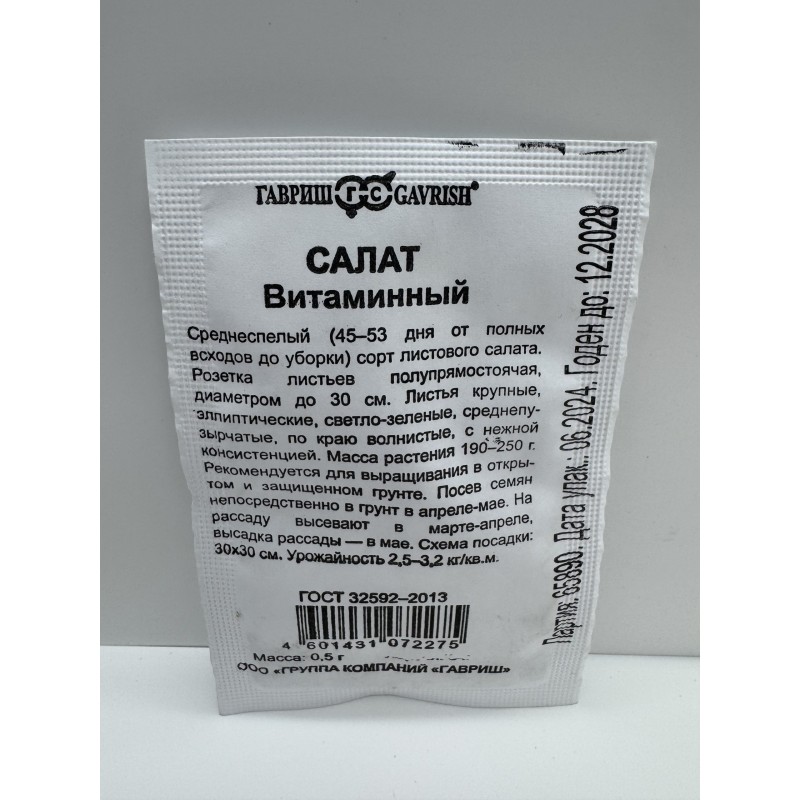 ГАВРИШ ГС GAVRISH®
САЛАТ
Витаминный
Среднеспелый (45–53 дня от полных
всходов до уборки) сорт листового салата.
Розетка листьев полупрямостоячая,
диаметром до 30 см. Листья крупные,
эллиптические, светло-зеленые, среднепу-
зырчатые, по краю волнистые, с нежной
консистенцией. Масса растения 190–250 г.
Рекомендуется для выращивания в откры-
том и защищенном грунте. Посев семян
непосредственно в грунт в апреле-мае. На
рассаду высевают в марте-апреле,
высадка рассады — в мае. Схема посадки:
30х30 см. Урожайность 2,5–3,2 кг/кв.м.
ГОСТ 32592–2013
4 601431 072275
Масса: 0,5 г
ООО «ГРУППА КОМПАНИЙ «ГАВРИШ»
Партия: 65890. Дата упак.: 06.2024. Годен до: 12.2028